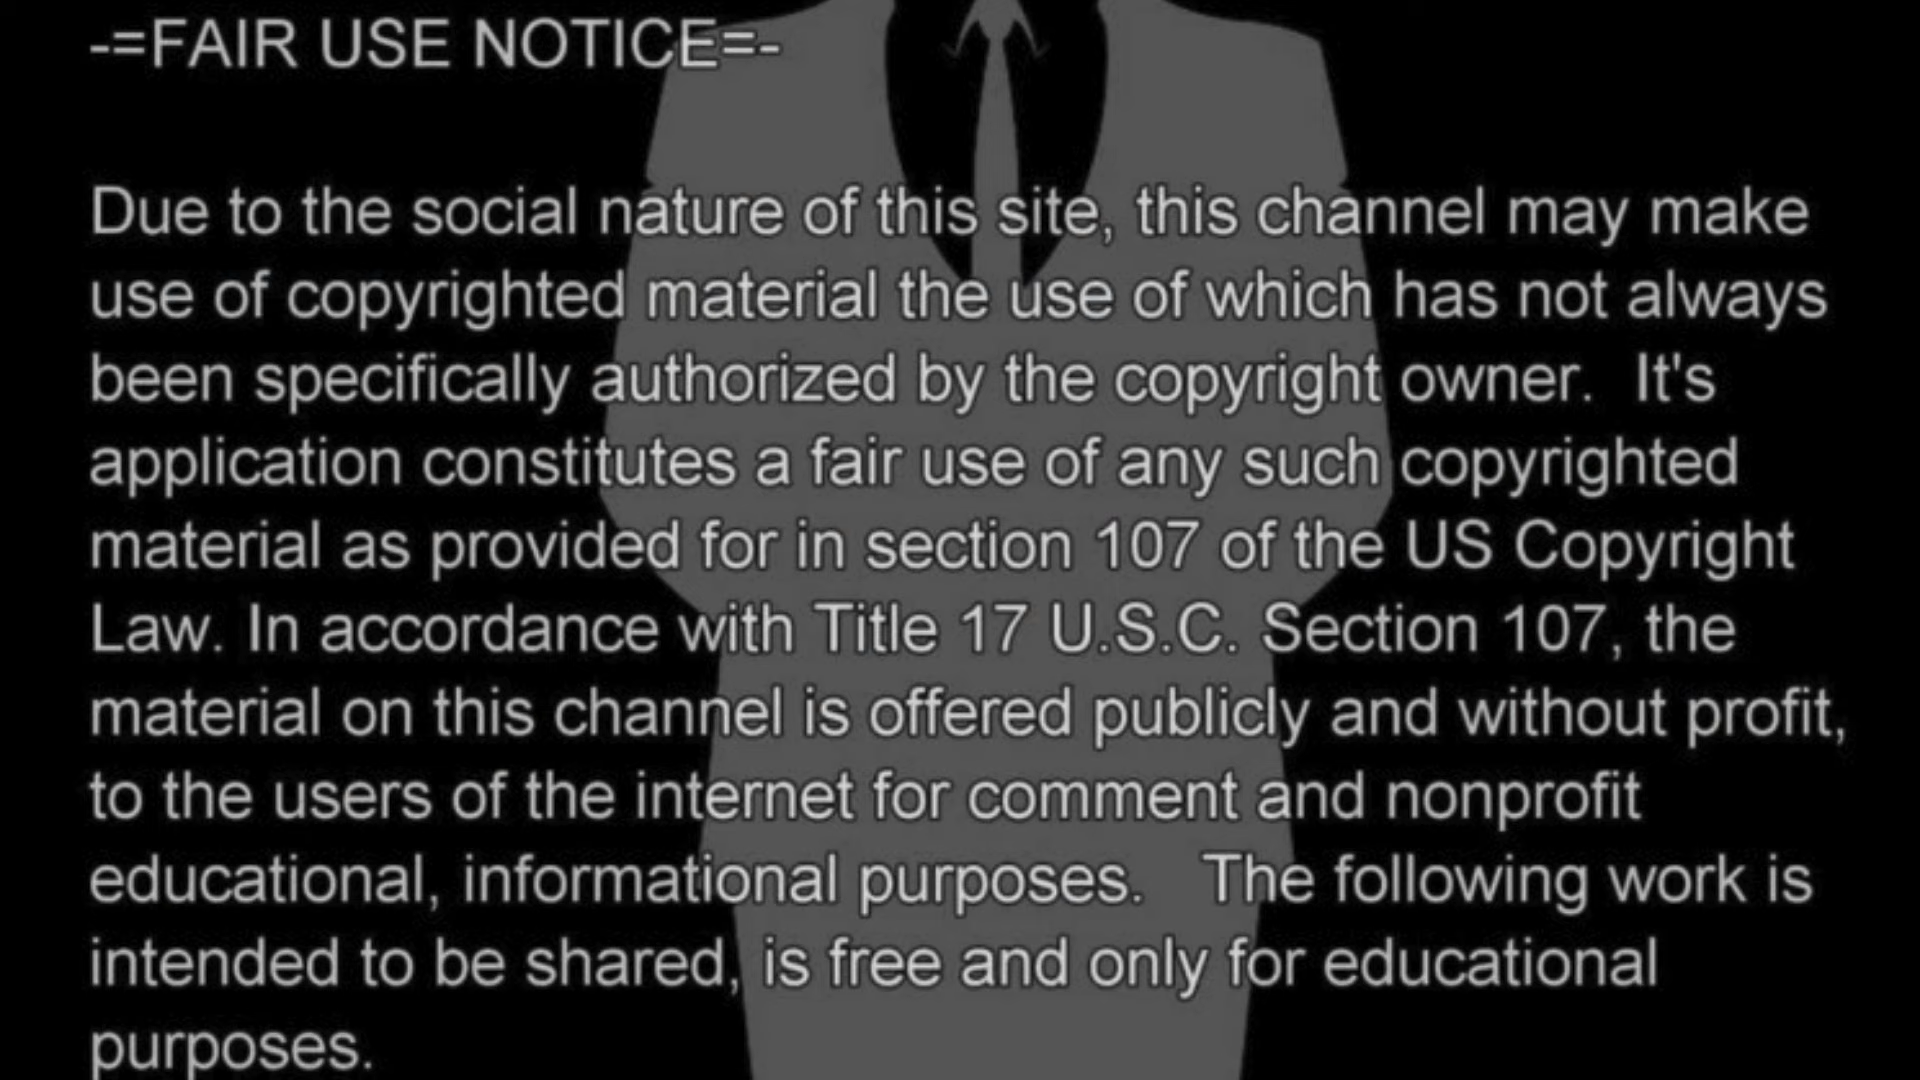 -=FAIR USE NOTICE=-
Due to the social nature of this site, this channel may make
use of copyrighted material the use of which has not always
been specifically authorized by the copyright owner.  It's
application constitutes a fair use of any such copyrighted
material as provided for in section 107 of the US Copyright
Law. In accordance with Title 17 U.S.C. Section 107, the
material on this channel is offered publicly and without profit,
to the users of the internet for comment and nonprofit
educational, informational purposes.   The following work is
intended to be shared, is free and only for educational
purposes.